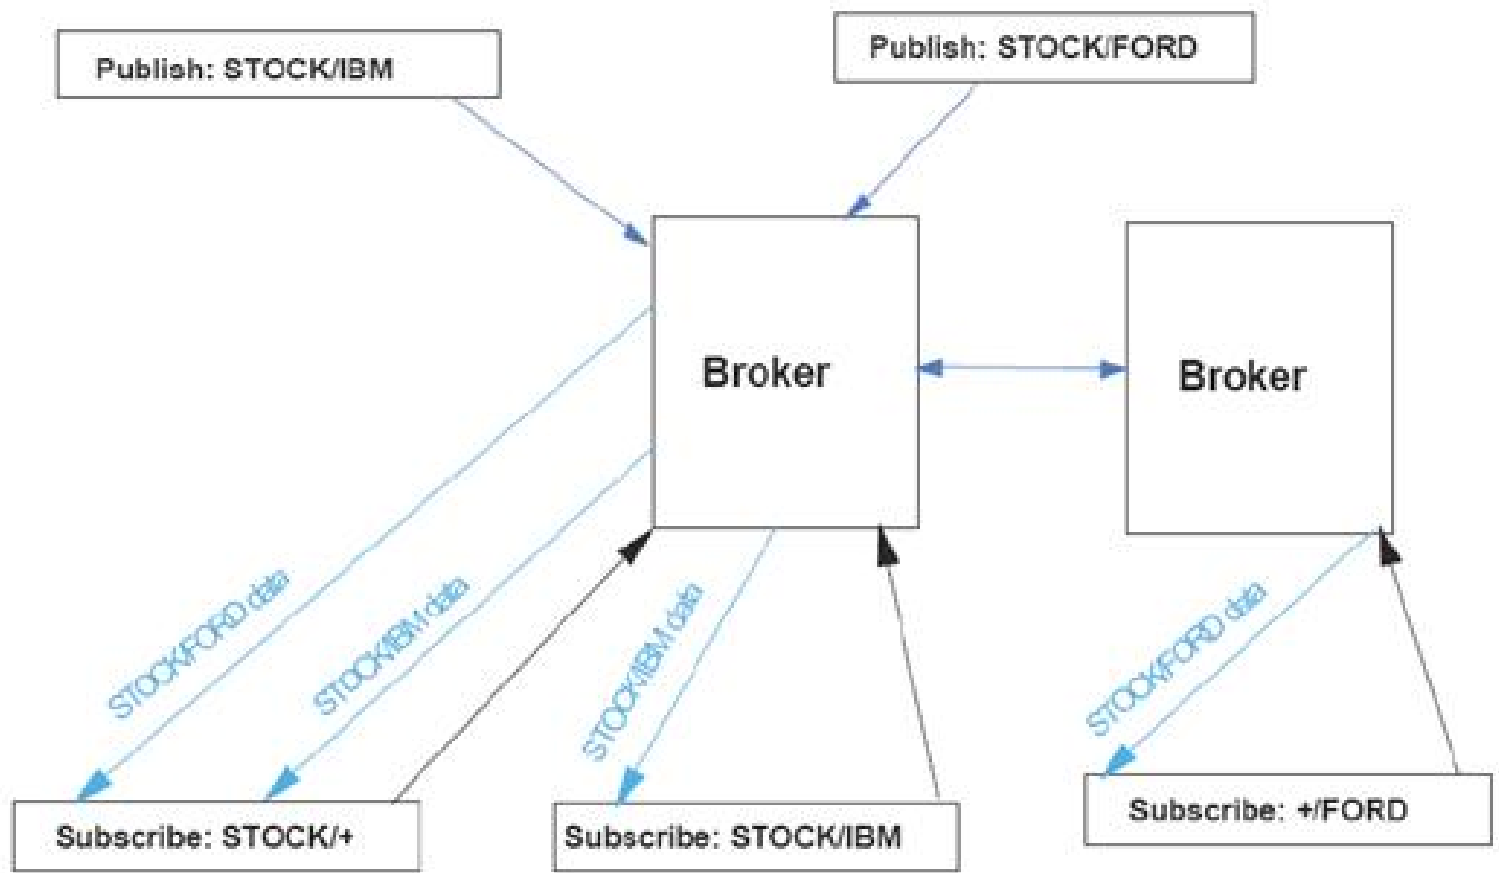 Publish: STOCK/IBM
Publish: STOCK/FORD
Broker
Broker
STOCK/FORD data
STOCK/IBM data
STOCK/IBM data
STOCK/FORD data
Subscribe: STOCK/+
Subscribe: STOCK/IBM
Subscribe: +/FORD